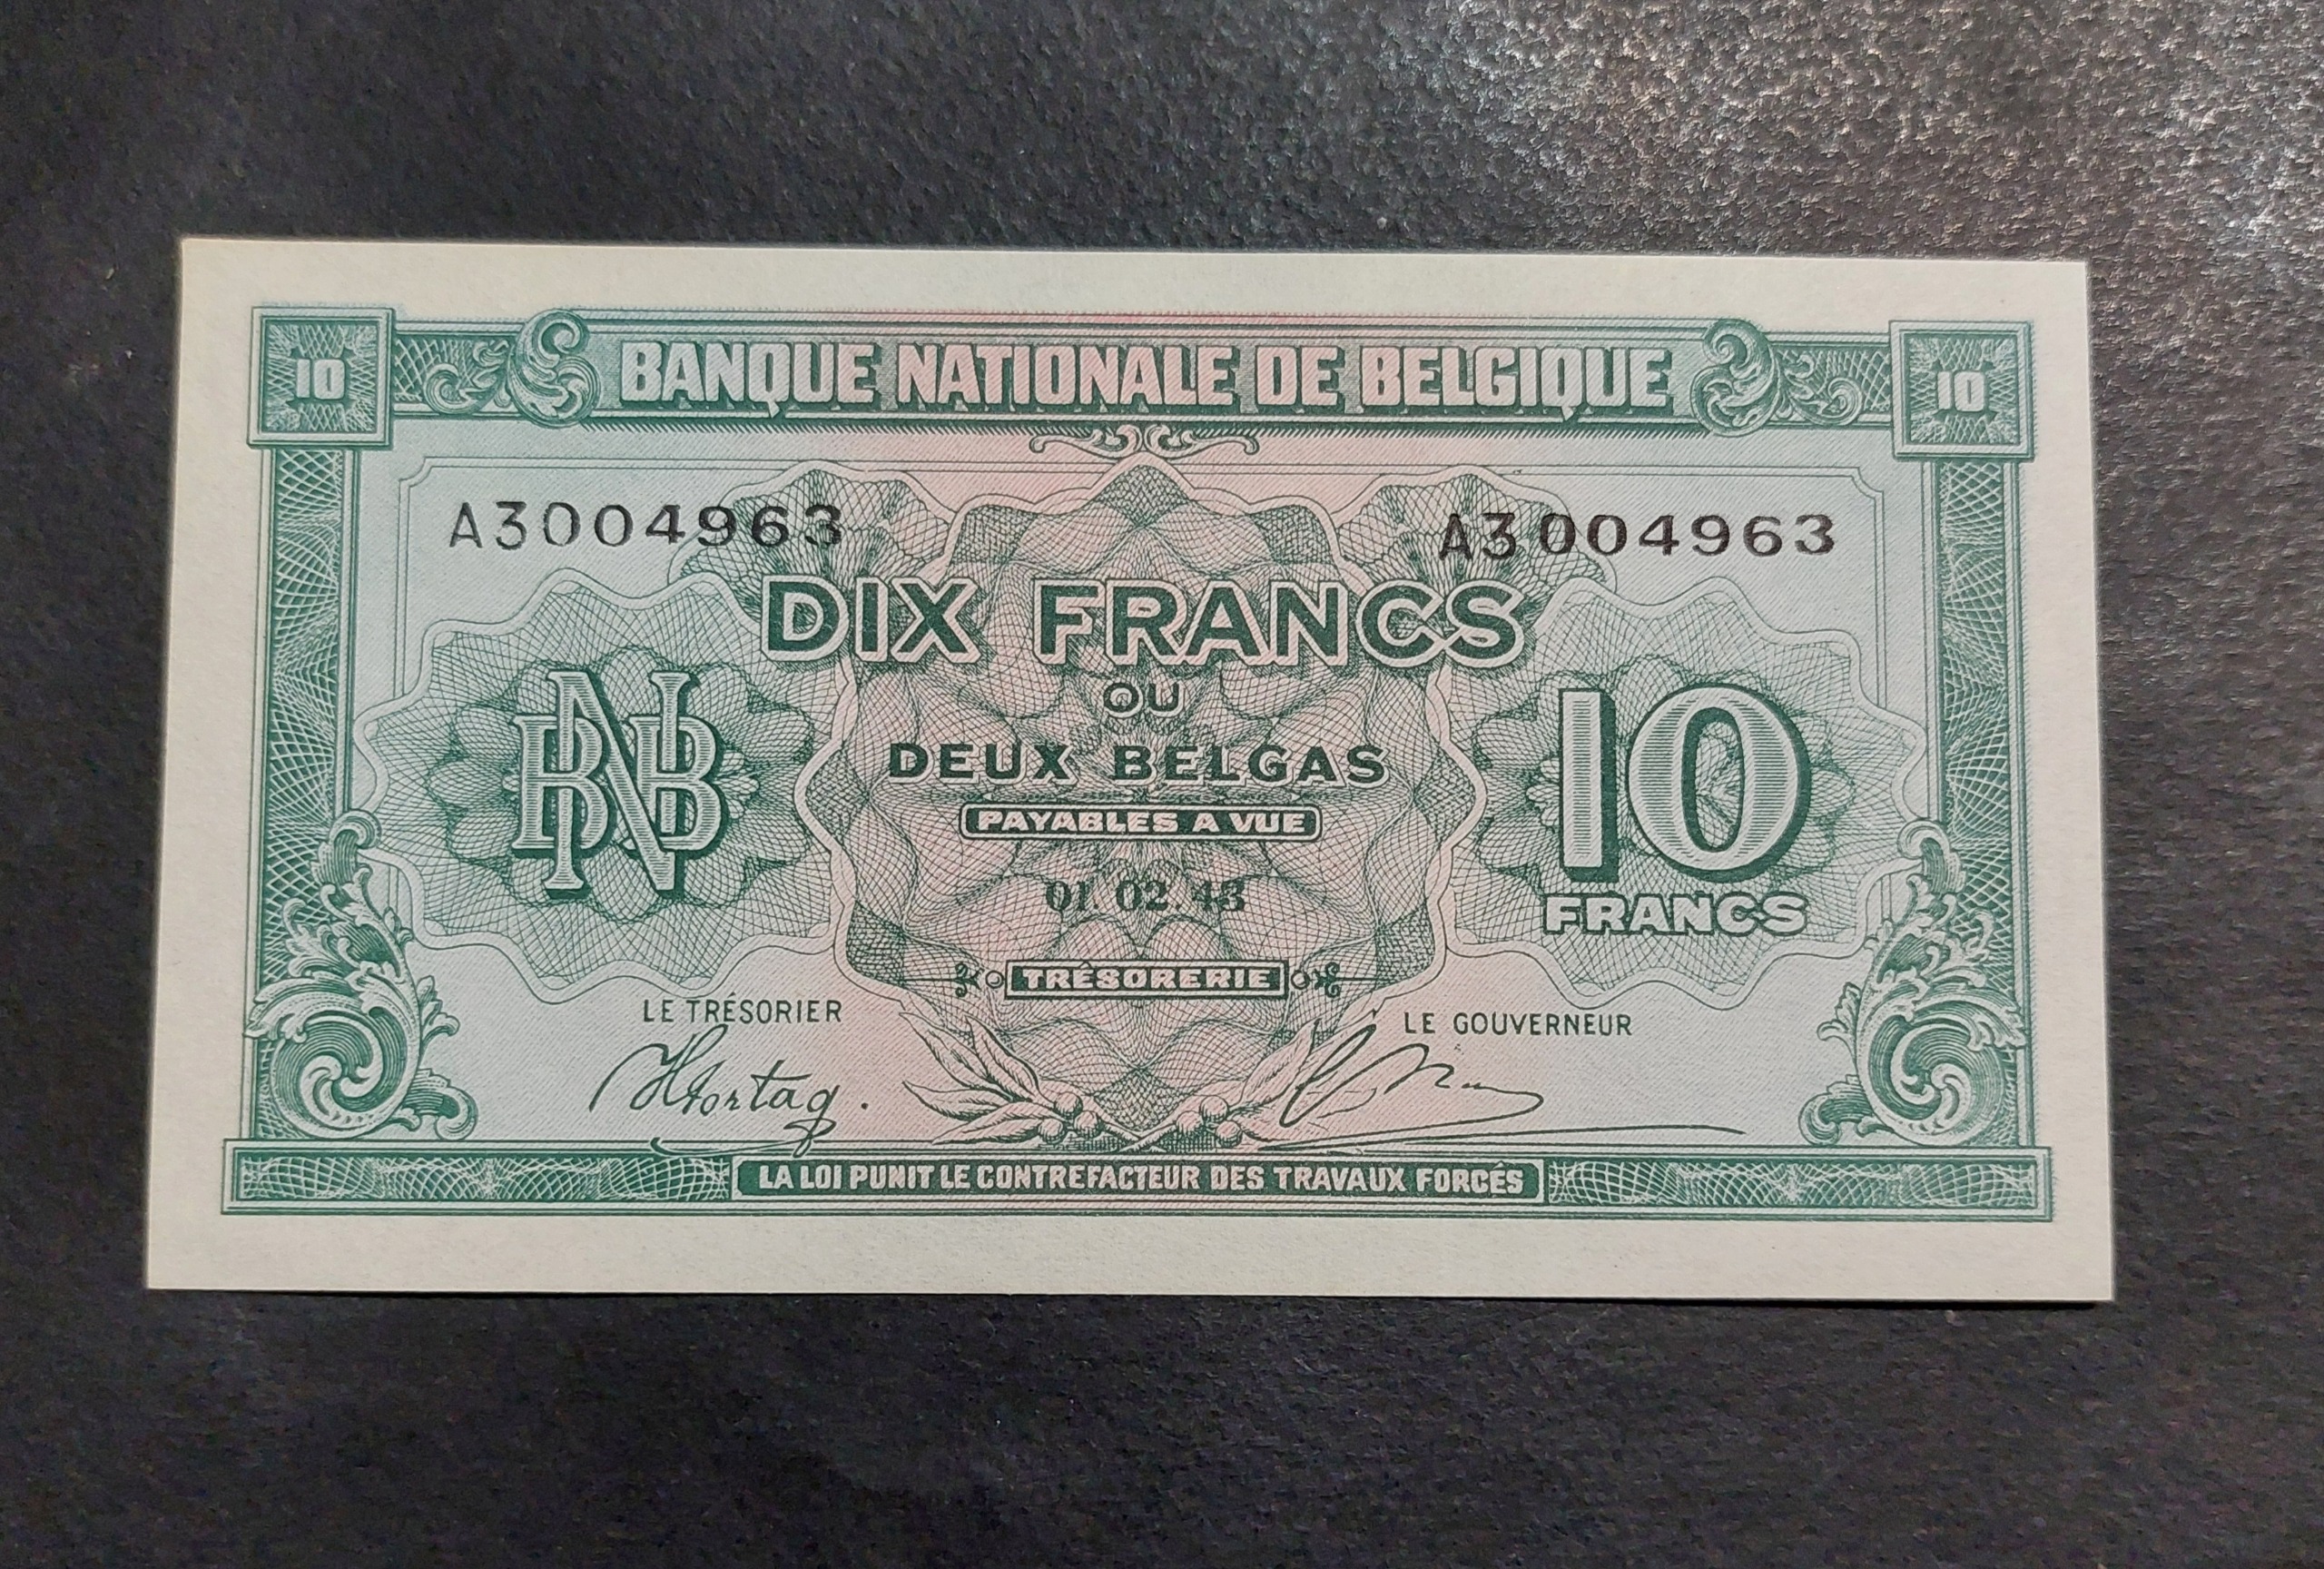 10 BANQUE NATIONALE DE BELGIQUE 10
A3004963 A3004963
DIX FRANCS
OU
DEUX BELGAS
PAYABLES A VUE
BNB
10
FRANCS
01.02.43
TRÉSORERIE
LE TRÉSORIER LE GOUVERNEUR
LA LOI PUNIT LE CONTREFACTEUR DES TRAVAUX FORCÉS